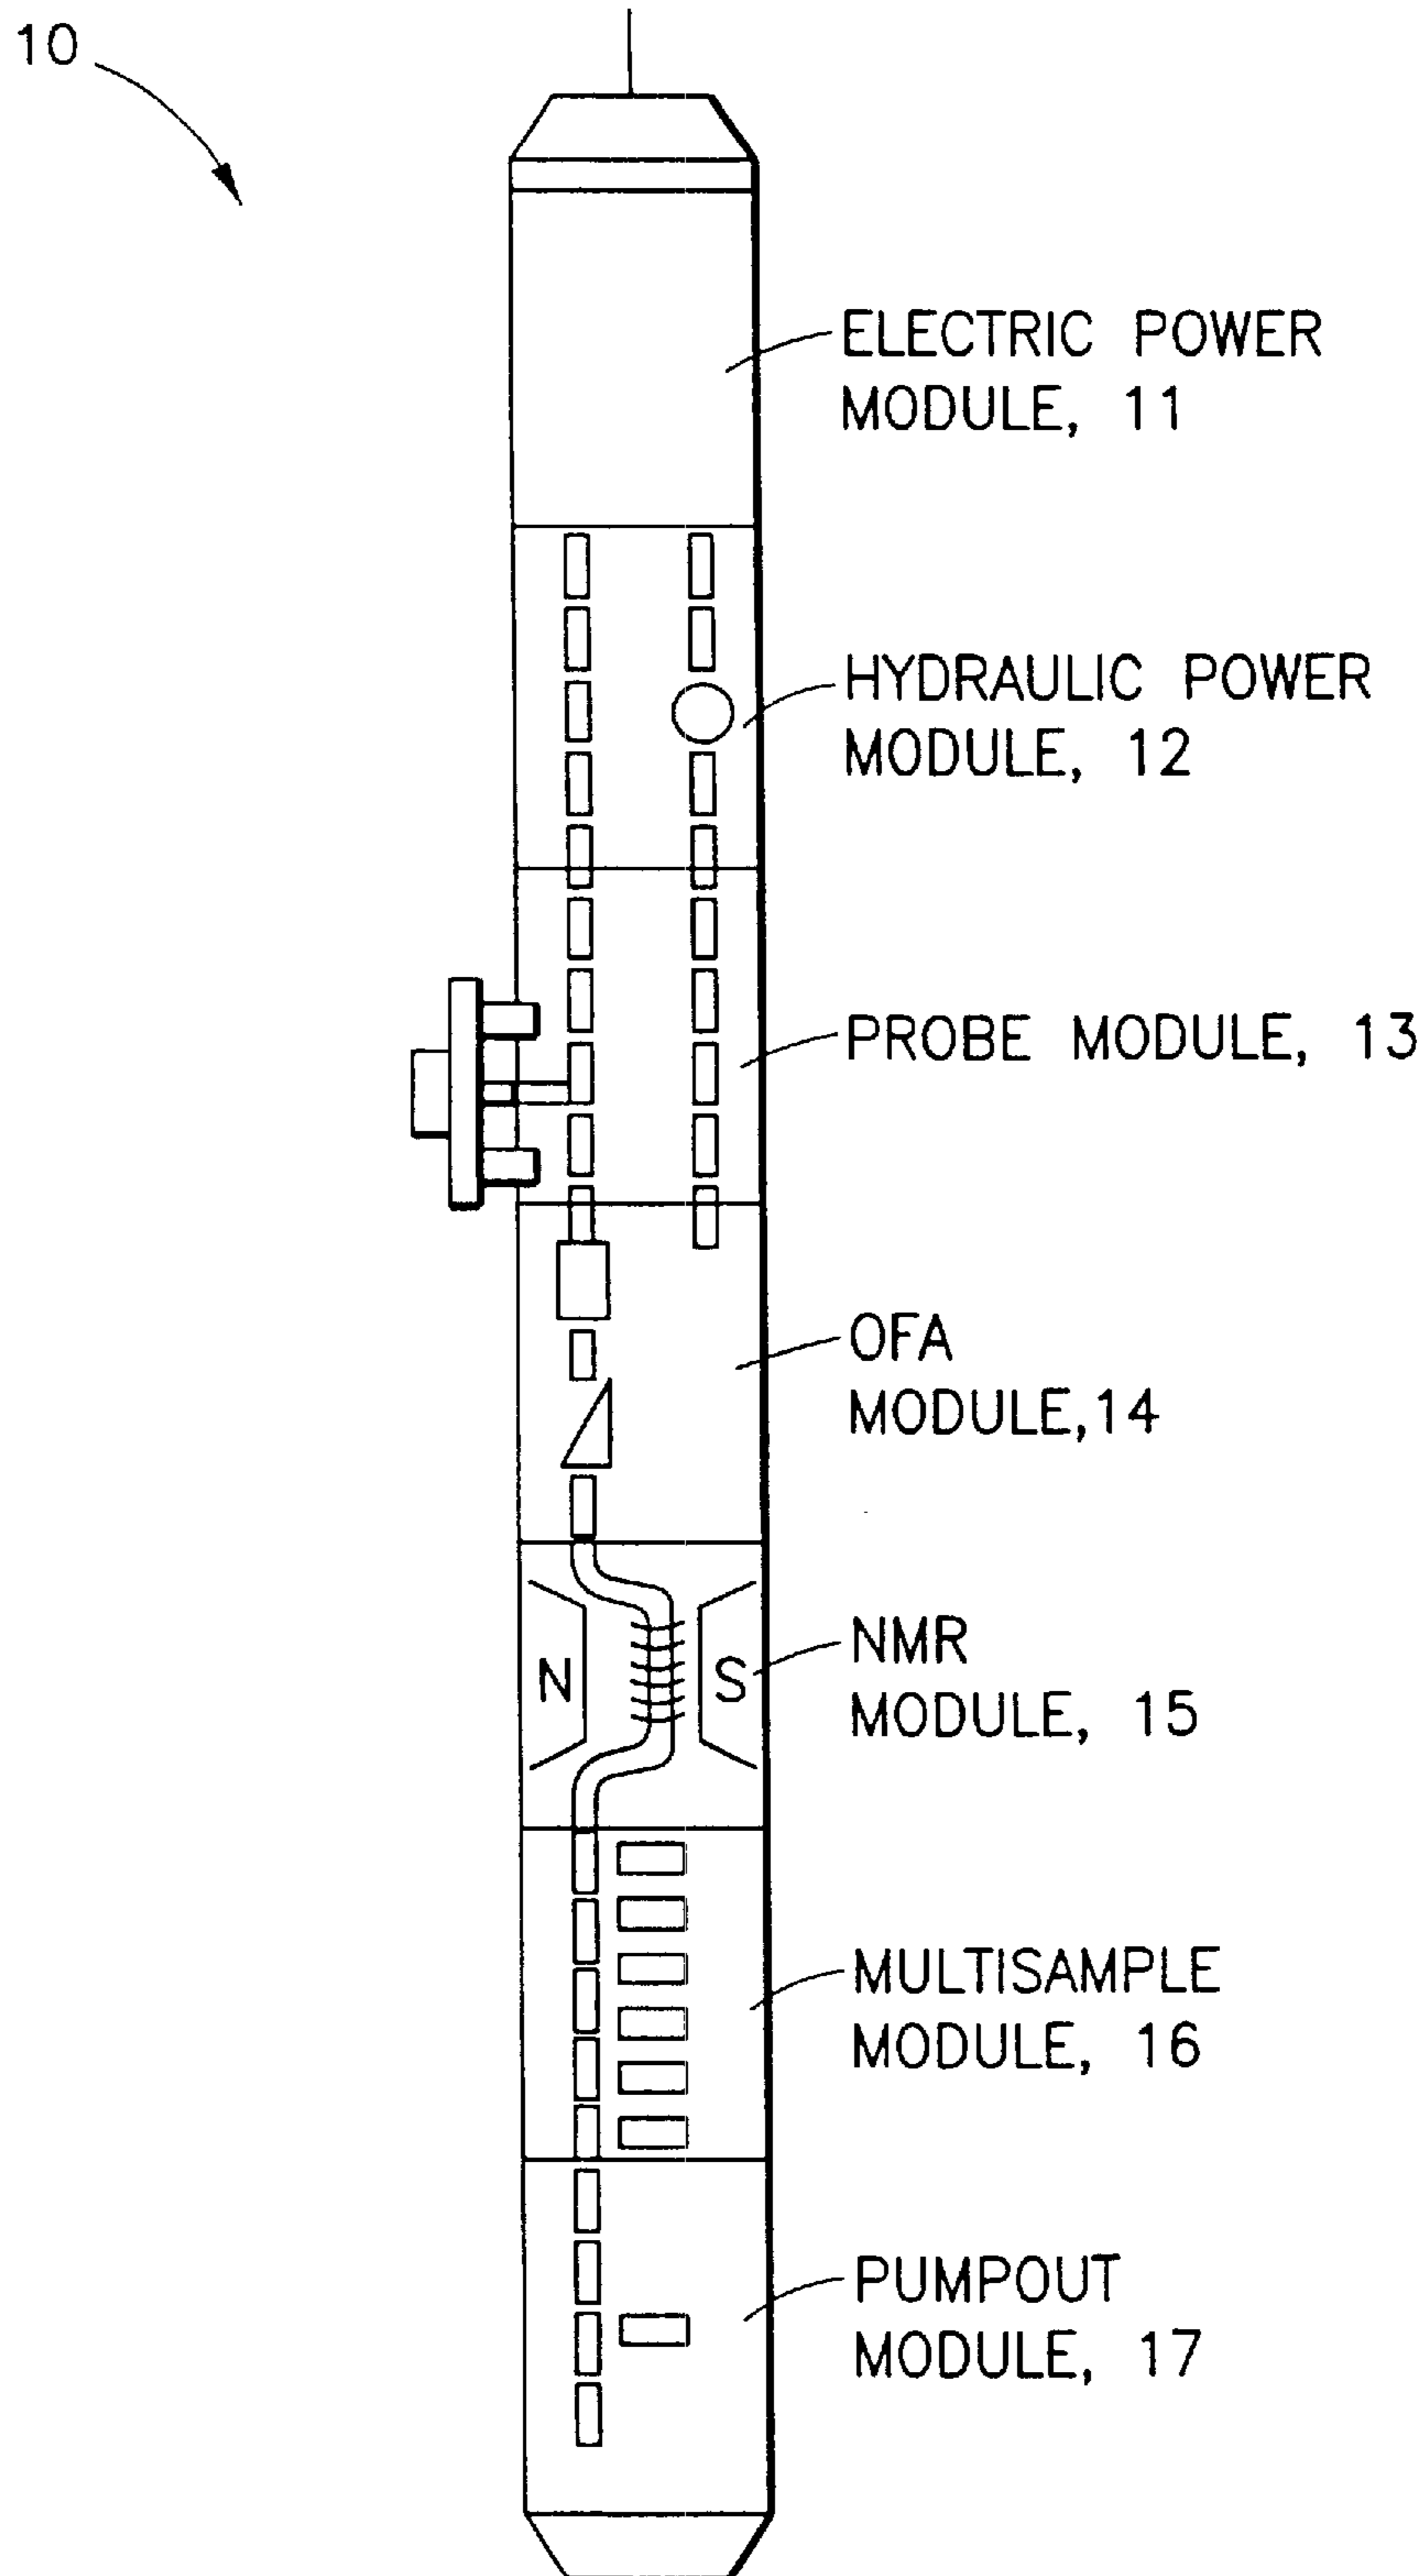 10
ELECTRIC POWER
MODULE, 11
HYDRAULIC POWER
MODULE, 12
PROBE MODULE, 13
OFA
MODULE,14
N
S
NMR
MODULE, 15
MULTISAMPLE
MODULE, 16
PUMPOUT
MODULE, 17